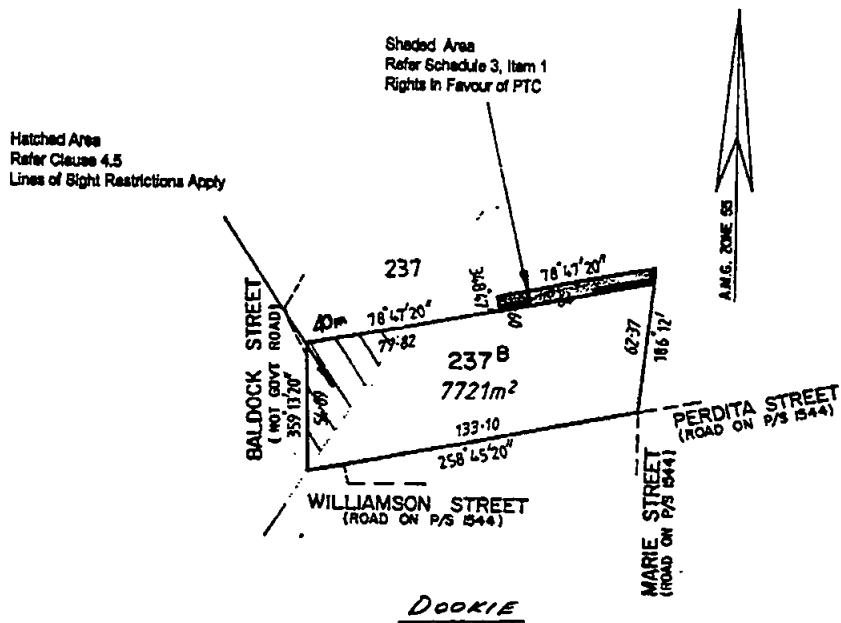 Shaded Area
Refer Schedule 3, Item 1
Rights in Favour of PTC
Hatched Area
Refer Clause 4.5
Lines of Sight Restrictions Apply
A.M.G. ZONE 55
237
78°47'20"
348°47'
40m
78°47'20"
79·82
237B
7721m²
62·37
186°12'
BALDOCK STREET
(NOT GOVT ROAD)
359°13'20"
133·10
258°45'20"
PERDITA STREET
(ROAD ON P/S 1544)
WILLIAMSON STREET
(ROAD ON P/S 1544)
MARIE STREET
(ROAD ON P/S 1544)
DOOKIE